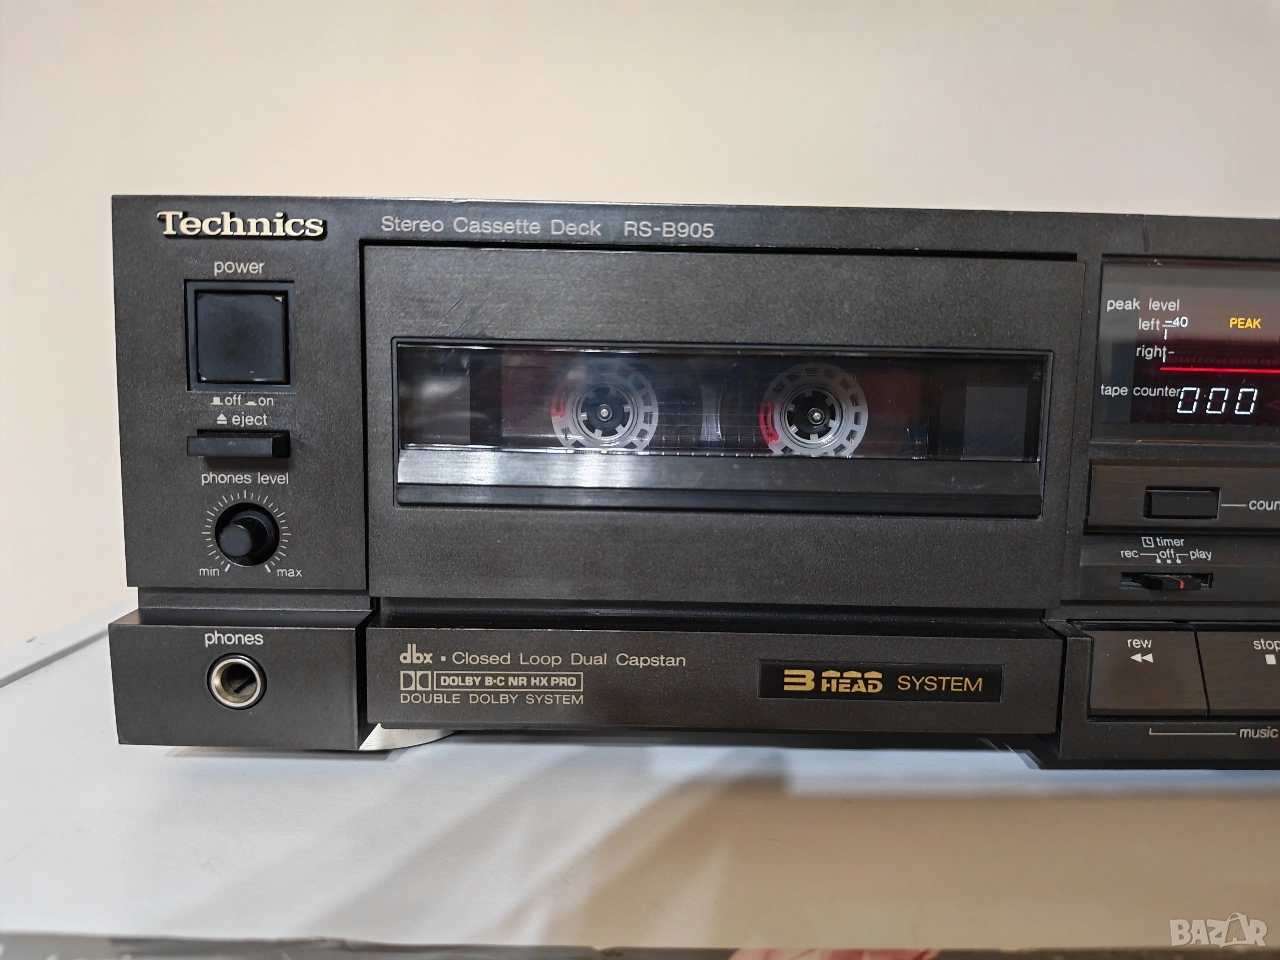 Technics
Stereo Cassette Deck RS-B905
power
off on
eject
phones level
min max
phones
dbx • Closed Loop Dual Capstan
DOLBY B•C NR HX PRO
DOUBLE DOLBY SYSTEM
3 HEAD SYSTEM
peak level
left -40 PEAK
right
tape counter 000
coun
timer
rec off play
rew
stop
music
BAZAR